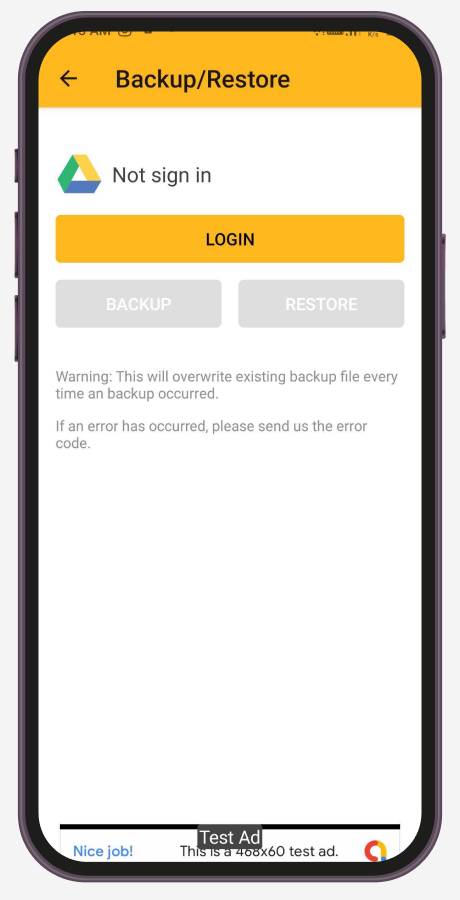 AM
Backup/Restore
Not sign in
LOGIN
BACKUP RESTORE
Warning: This will overwrite existing backup file every
time an backup occurred.
If an error has occurred, please send us the error
code.
Test Ad
Nice job! This is a 468x60 test ad.